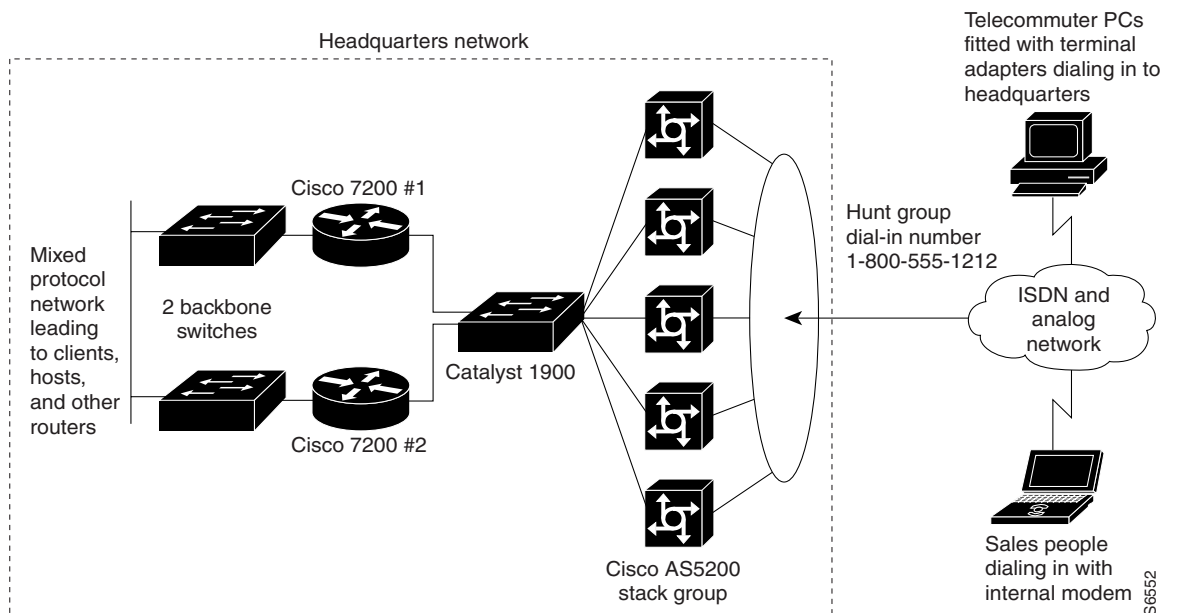 Headquarters network
Telecommuter PCs
fitted with terminal
adapters dialing in to
headquarters
Cisco 7200 #1
Mixed
protocol
network
leading
to clients,
hosts,
and other
routers
2 backbone
switches
Cisco 7200 #2
Catalyst 1900
Cisco AS5200
stack group
Hunt group
dial-in number
1-800-555-1212
ISDN and
analog
network
Sales people
dialing in with
internal modem
S6552